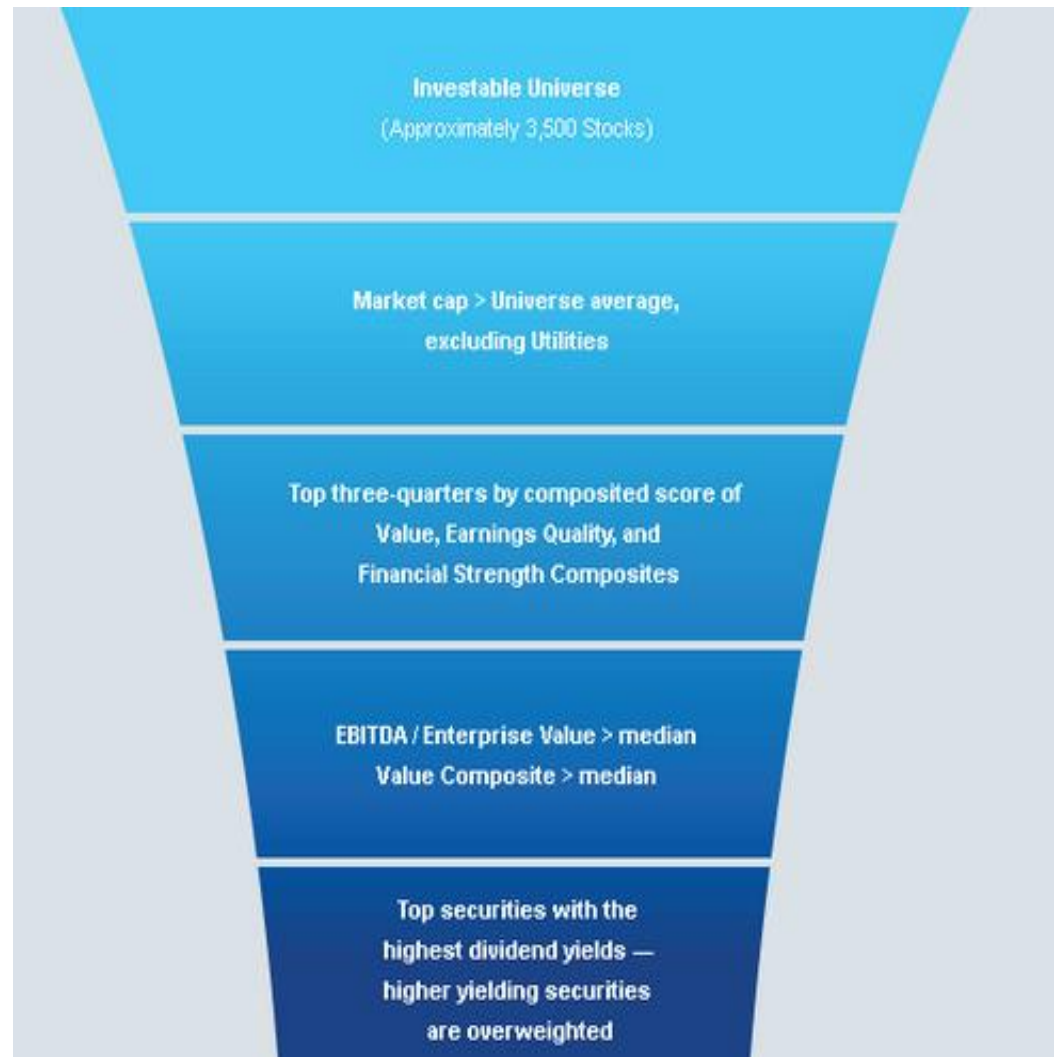 Investable Universe
(Approximately 3,500 Stocks)
Market cap > Universe average,
excluding Utilities
Top three-quarters by composited score of
Value, Earnings Quality, and
Financial Strength Composites
EBITDA / Enterprise Value > median
Value Composite > median
Top securities with the
highest dividend yields —
higher yielding securities
are overweighted